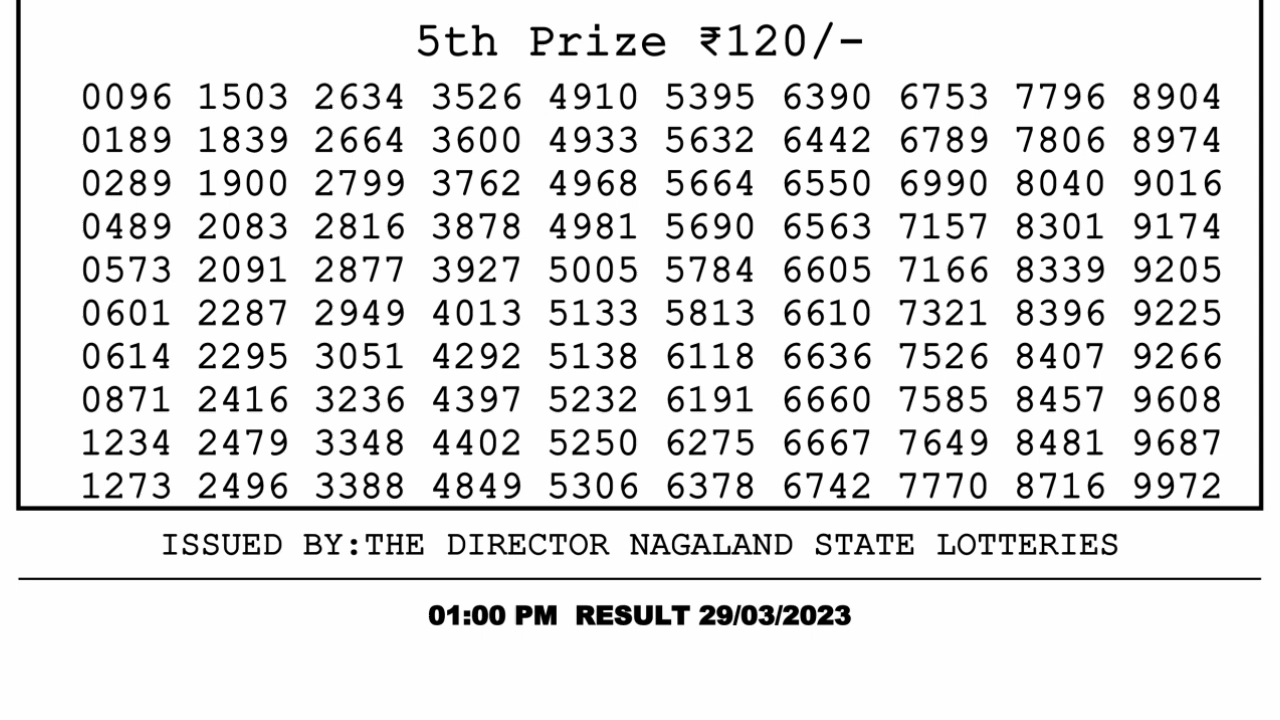 5th Prize ₹120/-
0096 1503 2634 3526 4910 5395 6390 6753 7796 8904
0189 1839 2664 3600 4933 5632 6442 6789 7806 8974
0289 1900 2799 3762 4968 5664 6550 6990 8040 9016
0489 2083 2816 3878 4981 5690 6563 7157 8301 9174
0573 2091 2877 3927 5005 5784 6605 7166 8339 9205
0601 2287 2949 4013 5133 5813 6610 7321 8396 9225
0614 2295 3051 4292 5138 6118 6636 7526 8407 9266
0871 2416 3236 4397 5232 6191 6660 7585 8457 9608
1234 2479 3348 4402 5250 6275 6667 7649 8481 9687
1273 2496 3388 4849 5306 6378 6742 7770 8716 9972
ISSUED BY:THE DIRECTOR NAGALAND STATE LOTTERIES
01:00 PM RESULT 29/03/2023